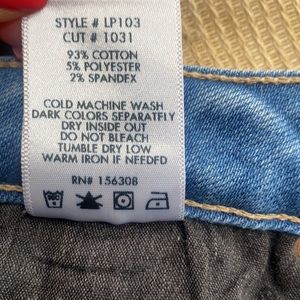 STYLE # LP103
CUT # 1031
93% COTTON
5% POLYESTER
2% SPANDEX
COLD MACHINE WASH
DARK COLORS SEPARATELY
DRY INSIDE OUT
DO NOT BLEACH
TUMBLE DRY LOW
WARM IRON IF NEEDED
RN# 156308